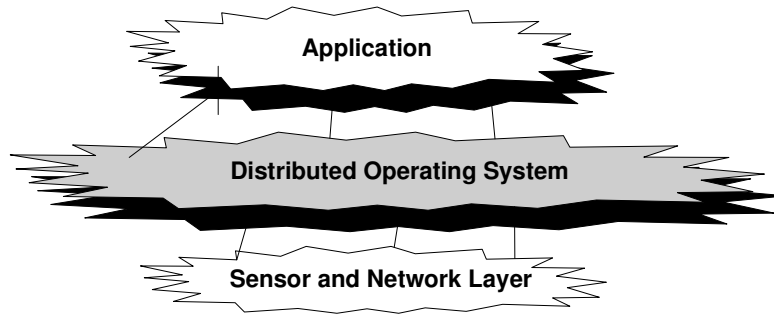 Application
Distributed Operating System
Sensor and Network Layer